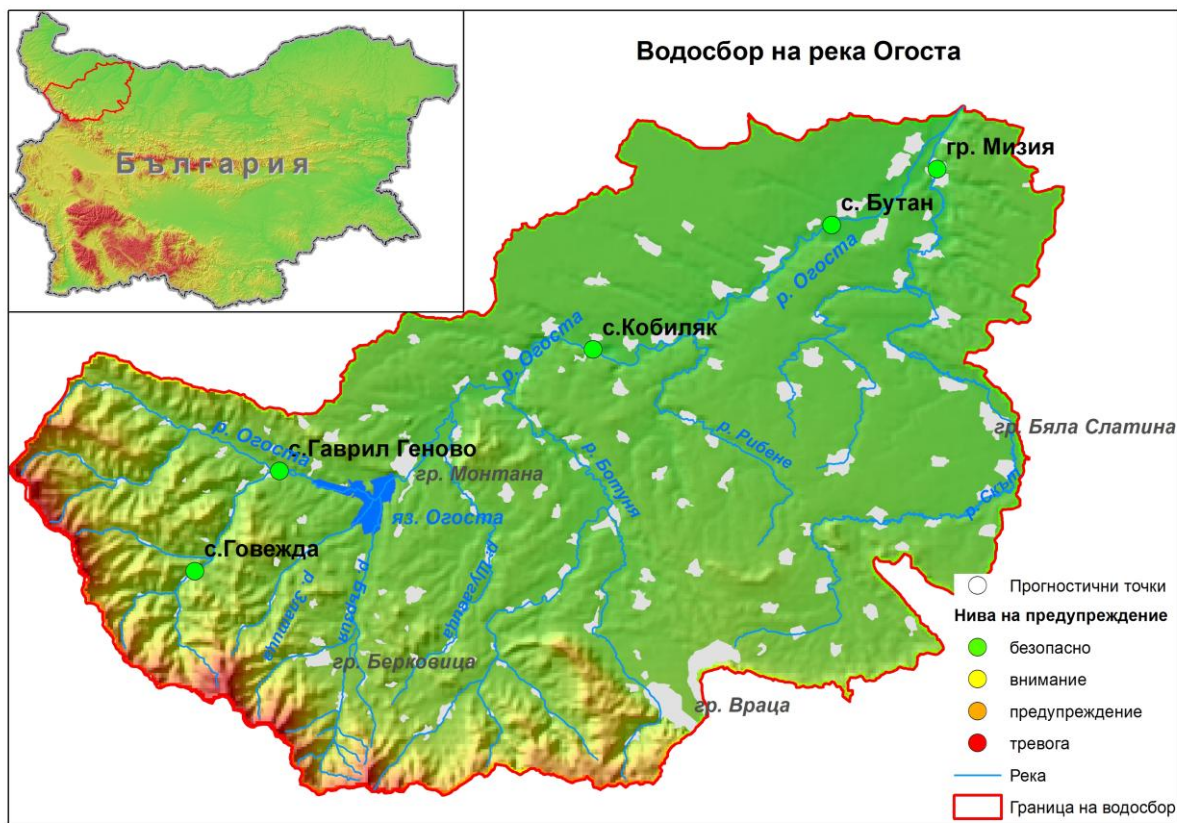 България
Водосбор на река Огоста
гр. Мизия
с. Бутан
р. Огоста
с.Кобиляк
р. Огоста
гр. Бяла Слатина
р. Огоста
с.Гаврил Геново
р. Рибене
гр. Монтана
р. Ботуня
р. Скът
яз. Огоста
с.Говежда
р. Бързия
р. Шугавица
гр. Берковица
гр. Враца
Прогностични точки
Нива на предупреждение
безопасно
внимание
предупреждение
тревога
Река
Граница на водосбор